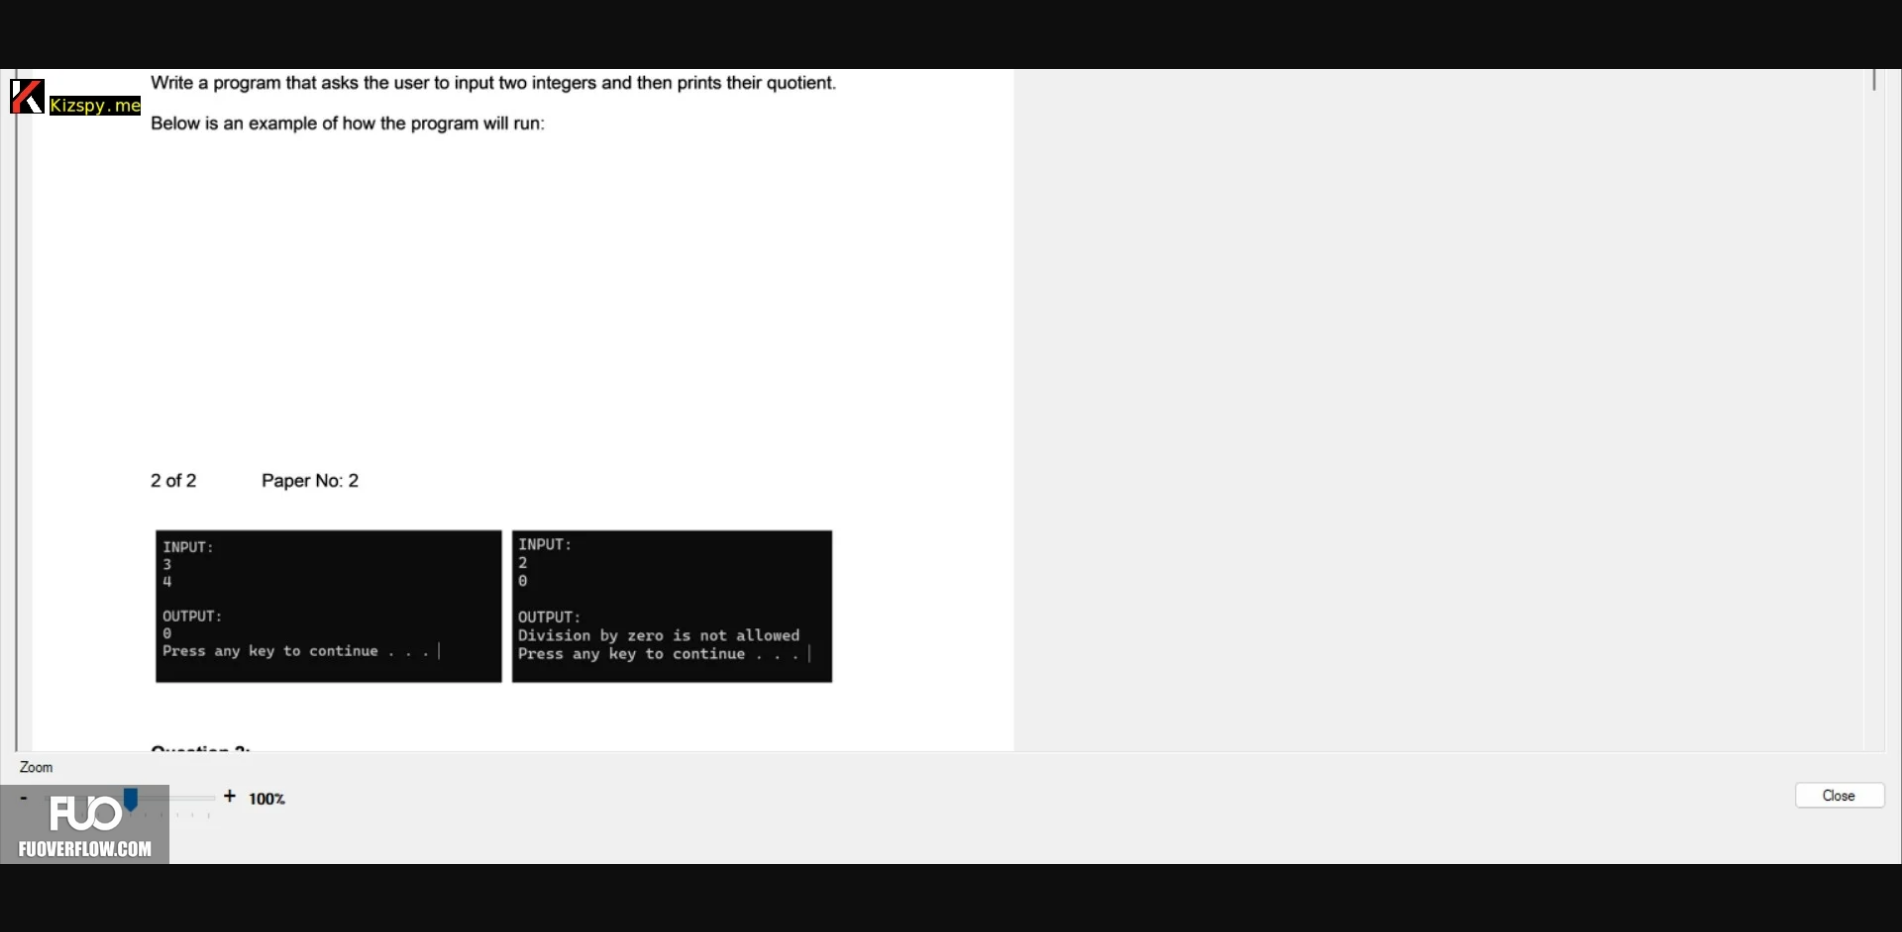 Kizspy.me
Write a program that asks the user to input two integers and then prints their quotient.
Below is an example of how the program will run:
2 of 2 Paper No: 2
INPUT:
3
4
OUTPUT:
0
Press any key to continue . . .
INPUT:
2
0
OUTPUT:
Division by zero is not allowed
Press any key to continue . . .
Zoom
- + 100%
Close
FUO
FUOVERFLOW.COM